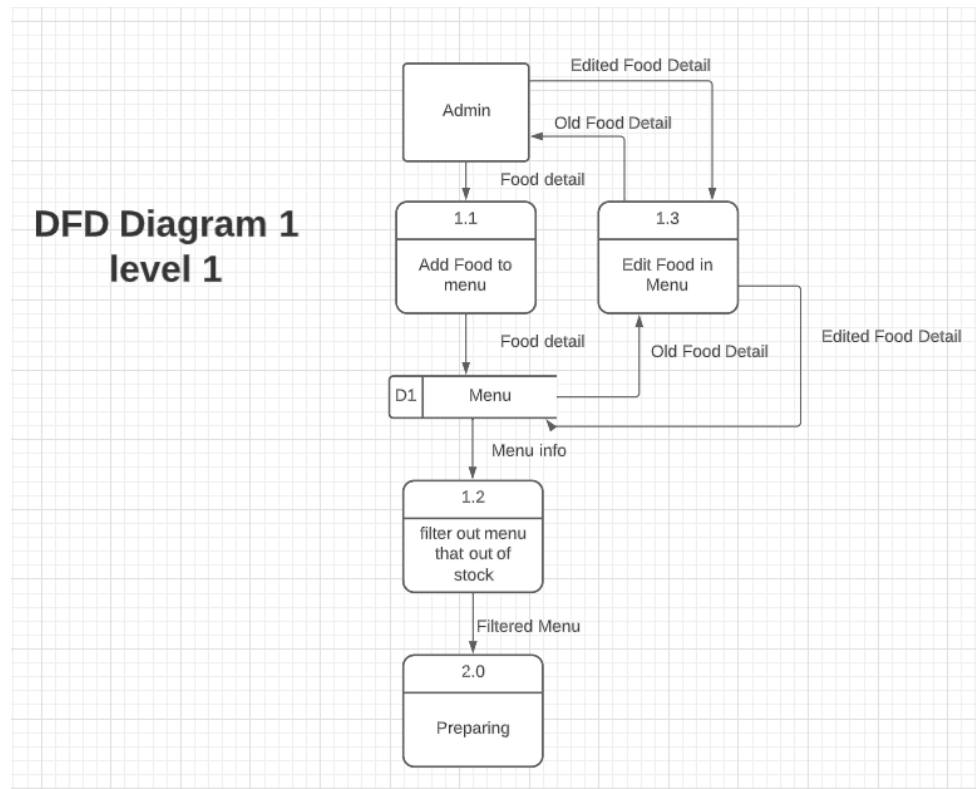 Edited Food Detail
Admin
Old Food Detail
Food detail
DFD Diagram 1
level 1
1.1
Add Food to
menu
1.3
Edit Food in
Menu
Food detail
Old Food Detail
Edited Food Detail
D1
Menu
Menu info
1.2
filter out menu
that out of
stock
Filtered Menu
2.0
Preparing